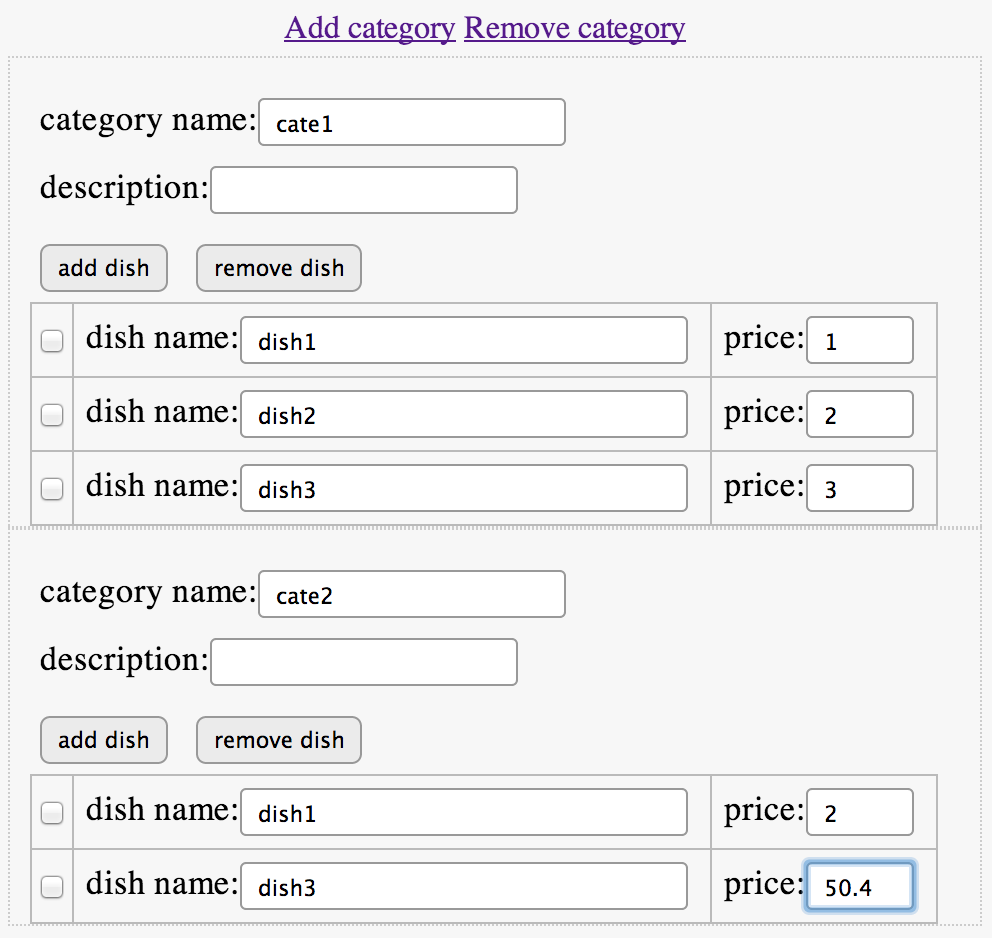 Add category Remove category
category name: cate1
description:
add dish remove dish
dish name: dish1 price: 1
dish name: dish2 price: 2
dish name: dish3 price: 3
category name: cate2
description:
add dish remove dish
dish name: dish1 price: 2
dish name: dish3 price: 50.4